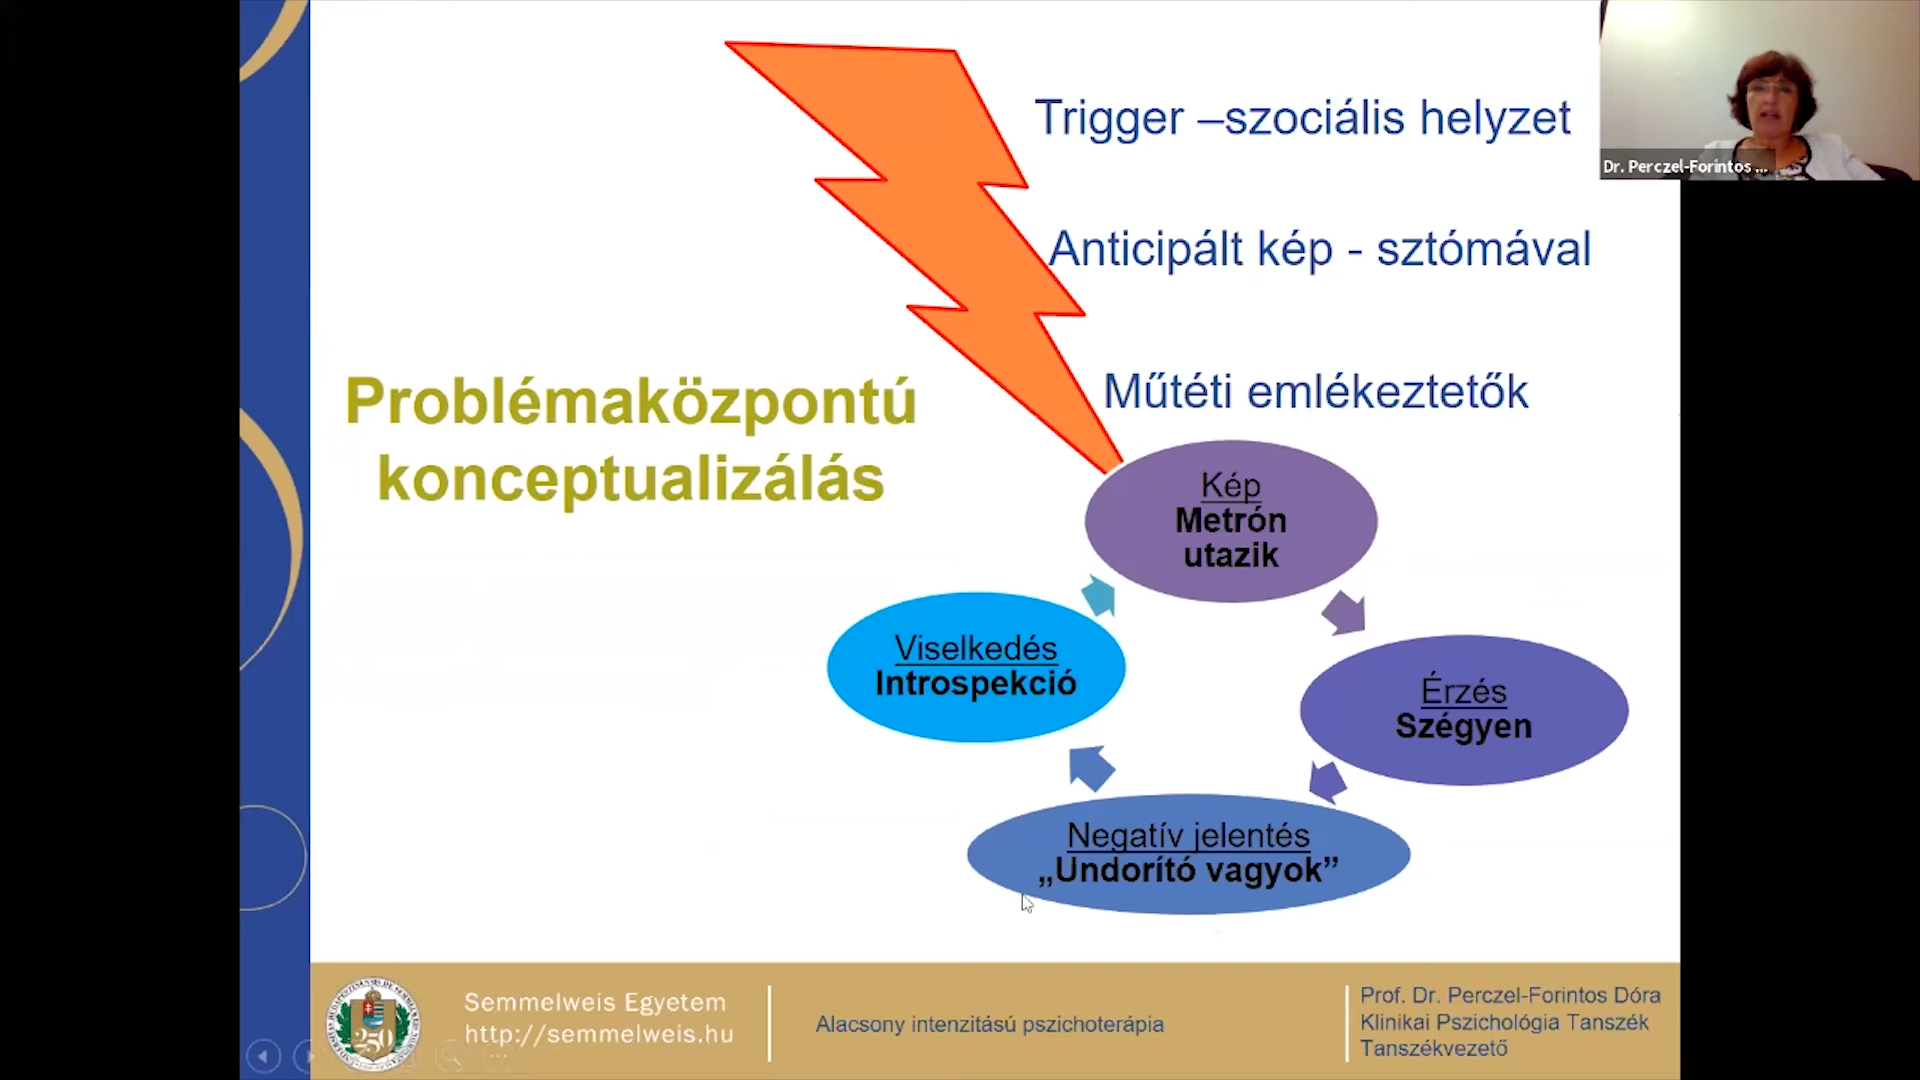 Trigger –szociális helyzet
Dr. Perczel-Forintos ...
Anticipált kép - sztómával
Műtéti emlékeztetők
Problémaközpontú
konceptualizálás
Kép
Metrón
utazik
Érzés
Szégyen
Negatív jelentés
„Undorító vagyok”
Viselkedés
Introspekció
250
Semmelweis Egyetem
http://semmelweis.hu
Alacsony intenzitású pszichoterápia
Prof. Dr. Perczel-Forintos Dóra
Klinikai Pszichológia Tanszék
Tanszékvezető